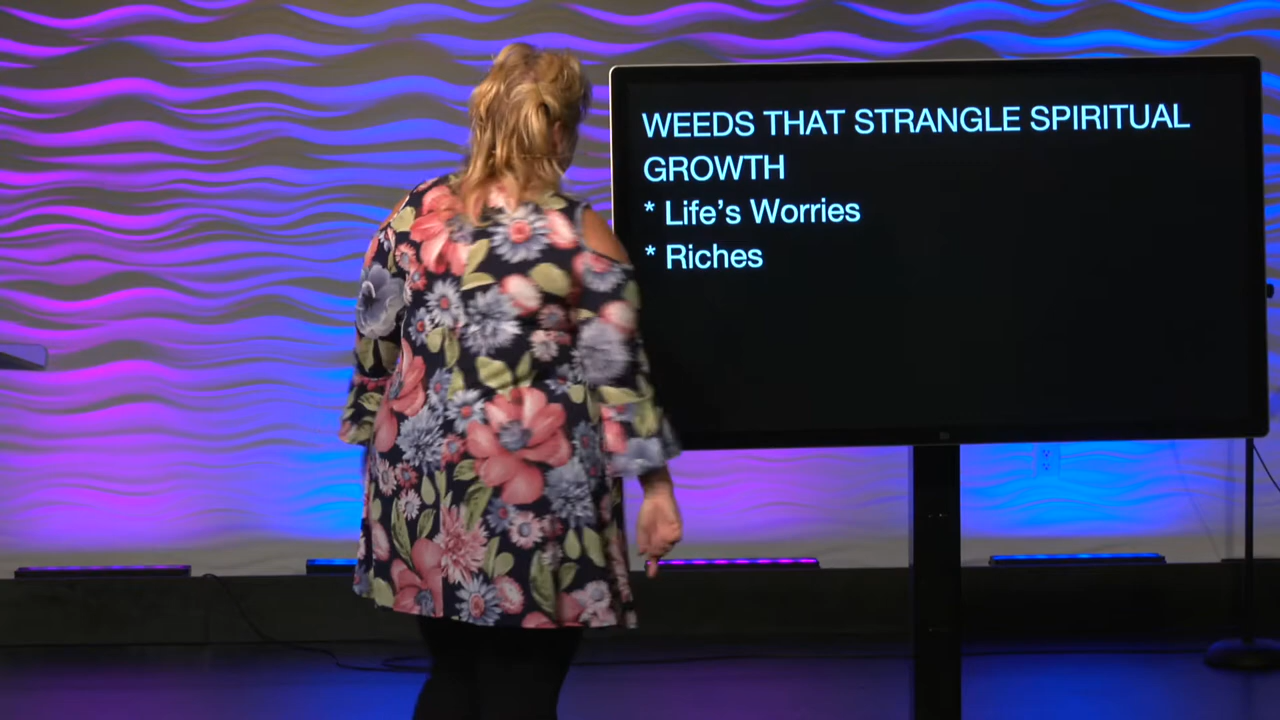 WEEDS THAT STRANGLE SPIRITUAL
GROWTH
* Life's Worries
* Riches